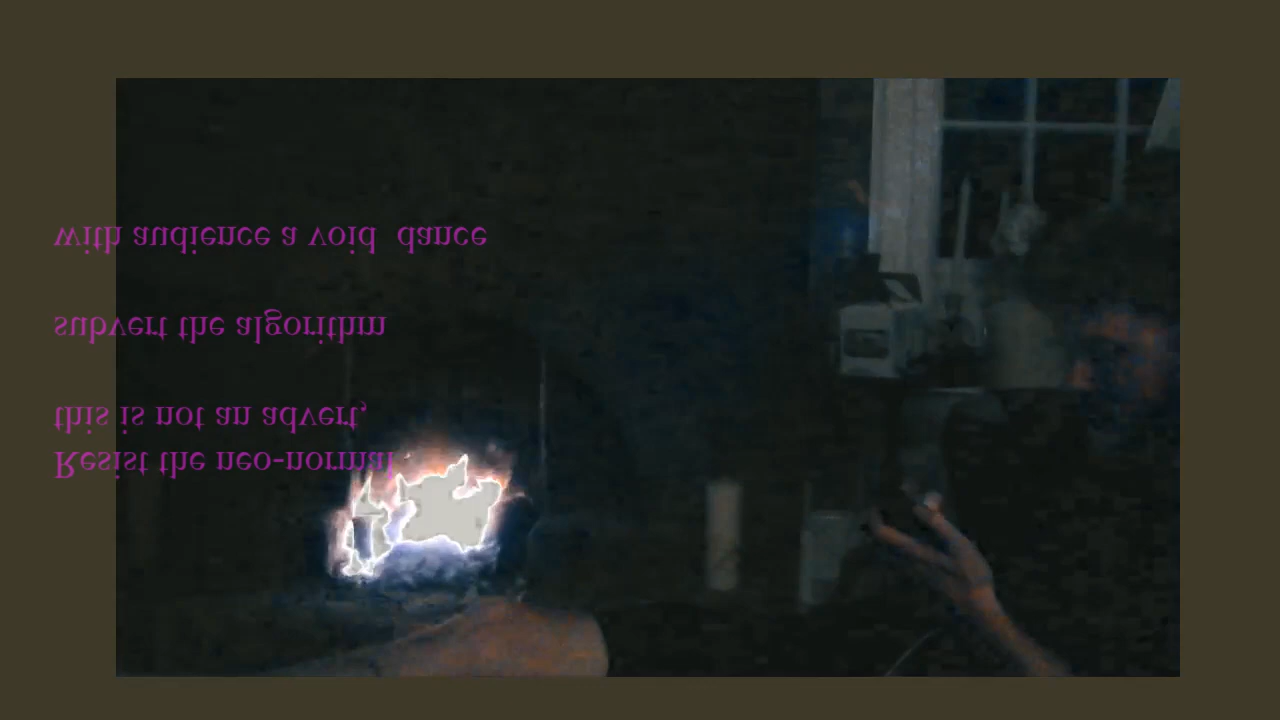 Resist the neo-normal
this is not an advert,
subvert the algorithm
with audience a void  dance